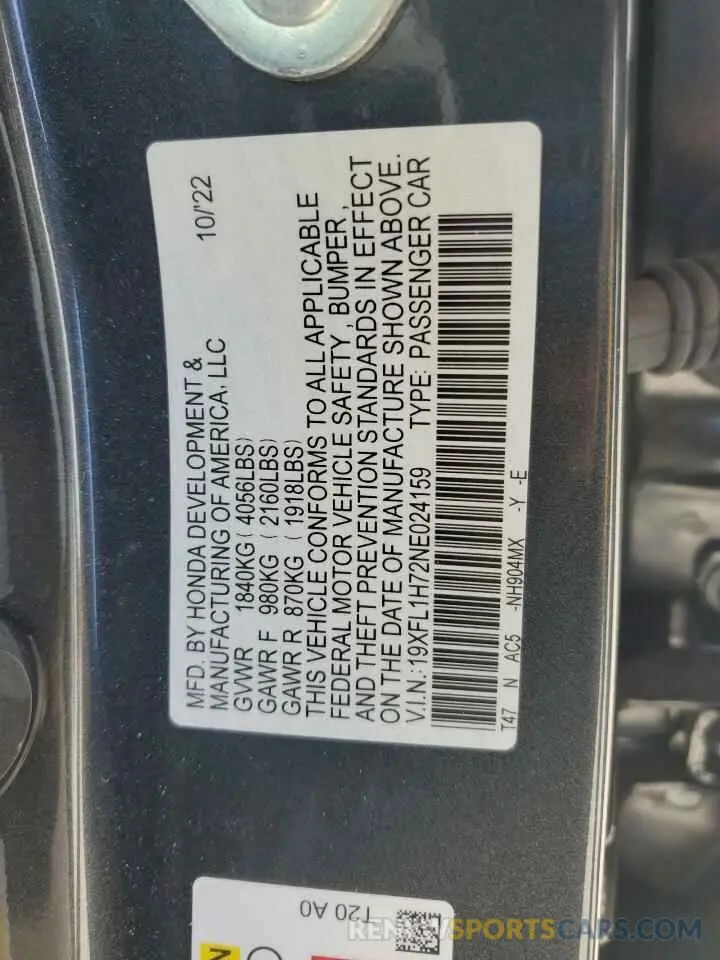 MFD. BY HONDA DEVELOPMENT & 10/'22
MANUFACTURING OF AMERICA, LLC
GVWR 1840KG ( 4056LBS)
GAWR F 980KG ( 2160LBS)
GAWR R 870KG ( 1918LBS)
THIS VEHICLE CONFORMS TO ALL APPLICABLE
FEDERAL MOTOR VEHICLE SAFETY , BUMPER ,
AND THEFT PREVENTION STANDARDS IN EFFECT
ON THE DATE OF MANUFACTURE SHOWN ABOVE.
V.I.N.: 19XFL1H72NE024159 TYPE: PASSENGER CAR
T47 N AC5 -NH904MX -Y -E
T20 A0
RENEWSPORTSCARS.COM